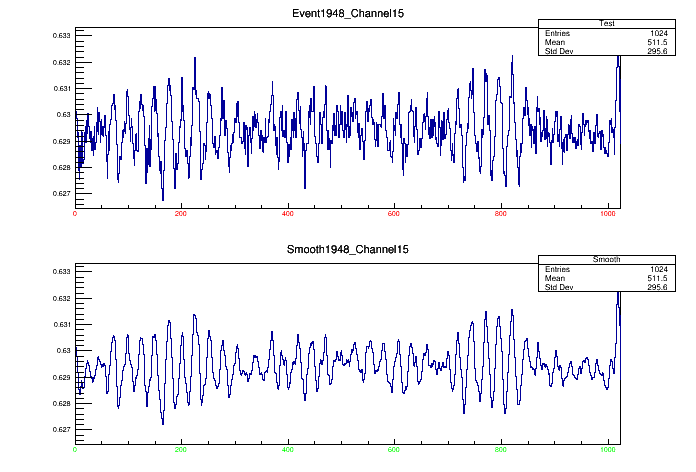 Event1948_Channel15
Test
Entries 1024
Mean 511.5
Std Dev 295.6
0.633
0.632
0.631
0.63
0.629
0.628
0.627
0 200 400 600 800 1000
Smooth1948_Channel15
Smooth
Entries 1024
Mean 511.5
Std Dev 295.6
0.633
0.632
0.631
0.63
0.629
0.628
0.627
0 200 400 600 800 1000